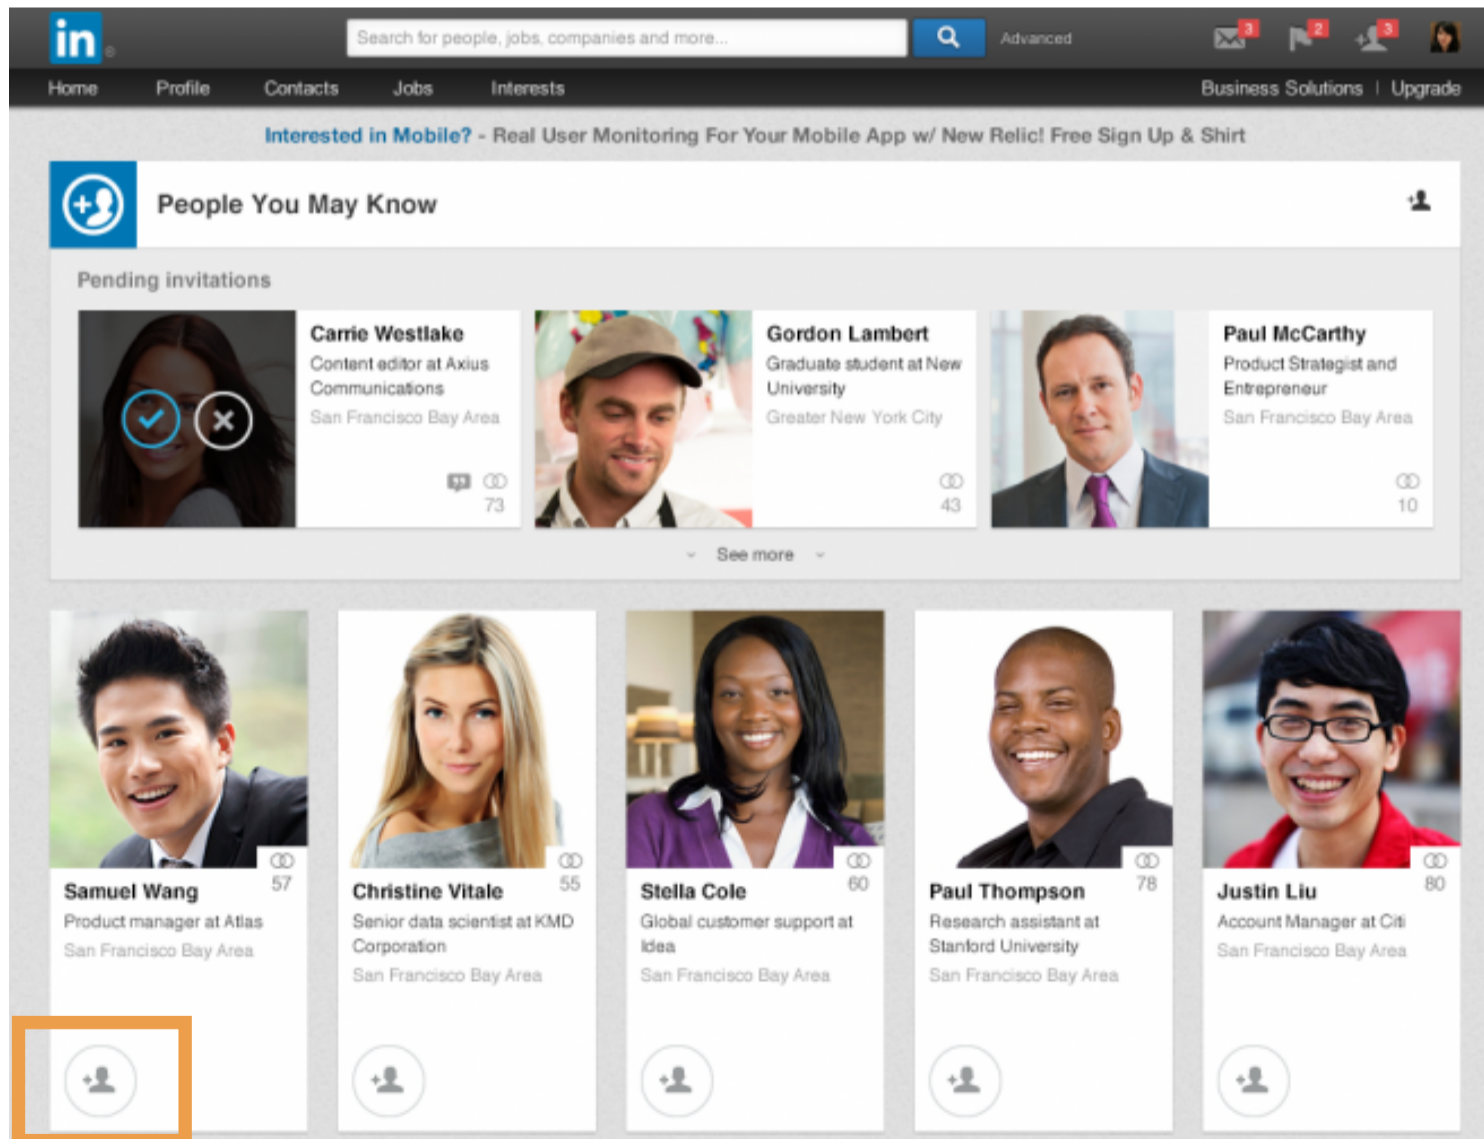 in
Search for people, jobs, companies and more...
Advanced
3
2
3
Home
Profile
Contacts
Jobs
Interests
Business Solutions | Upgrade
Interested in Mobile? - Real User Monitoring For Your Mobile App w/ New Relic! Free Sign Up & Shirt
People You May Know
Pending invitations
Carrie Westlake
Content editor at Axius
Communications
San Francisco Bay Area
73
Gordon Lambert
Graduate student at New
University
Greater New York City
43
Paul McCarthy
Product Strategist and
Entrepreneur
San Francisco Bay Area
10
See more
57
Samuel Wang
Product manager at Atlas
San Francisco Bay Area
55
Christine Vitale
Senior data scientist at KMD
Corporation
San Francisco Bay Area
60
Stella Cole
Global customer support at
Idea
San Francisco Bay Area
78
Paul Thompson
Research assistant at
Stanford University
San Francisco Bay Area
80
Justin Liu
Account Manager at Citi
San Francisco Bay Area